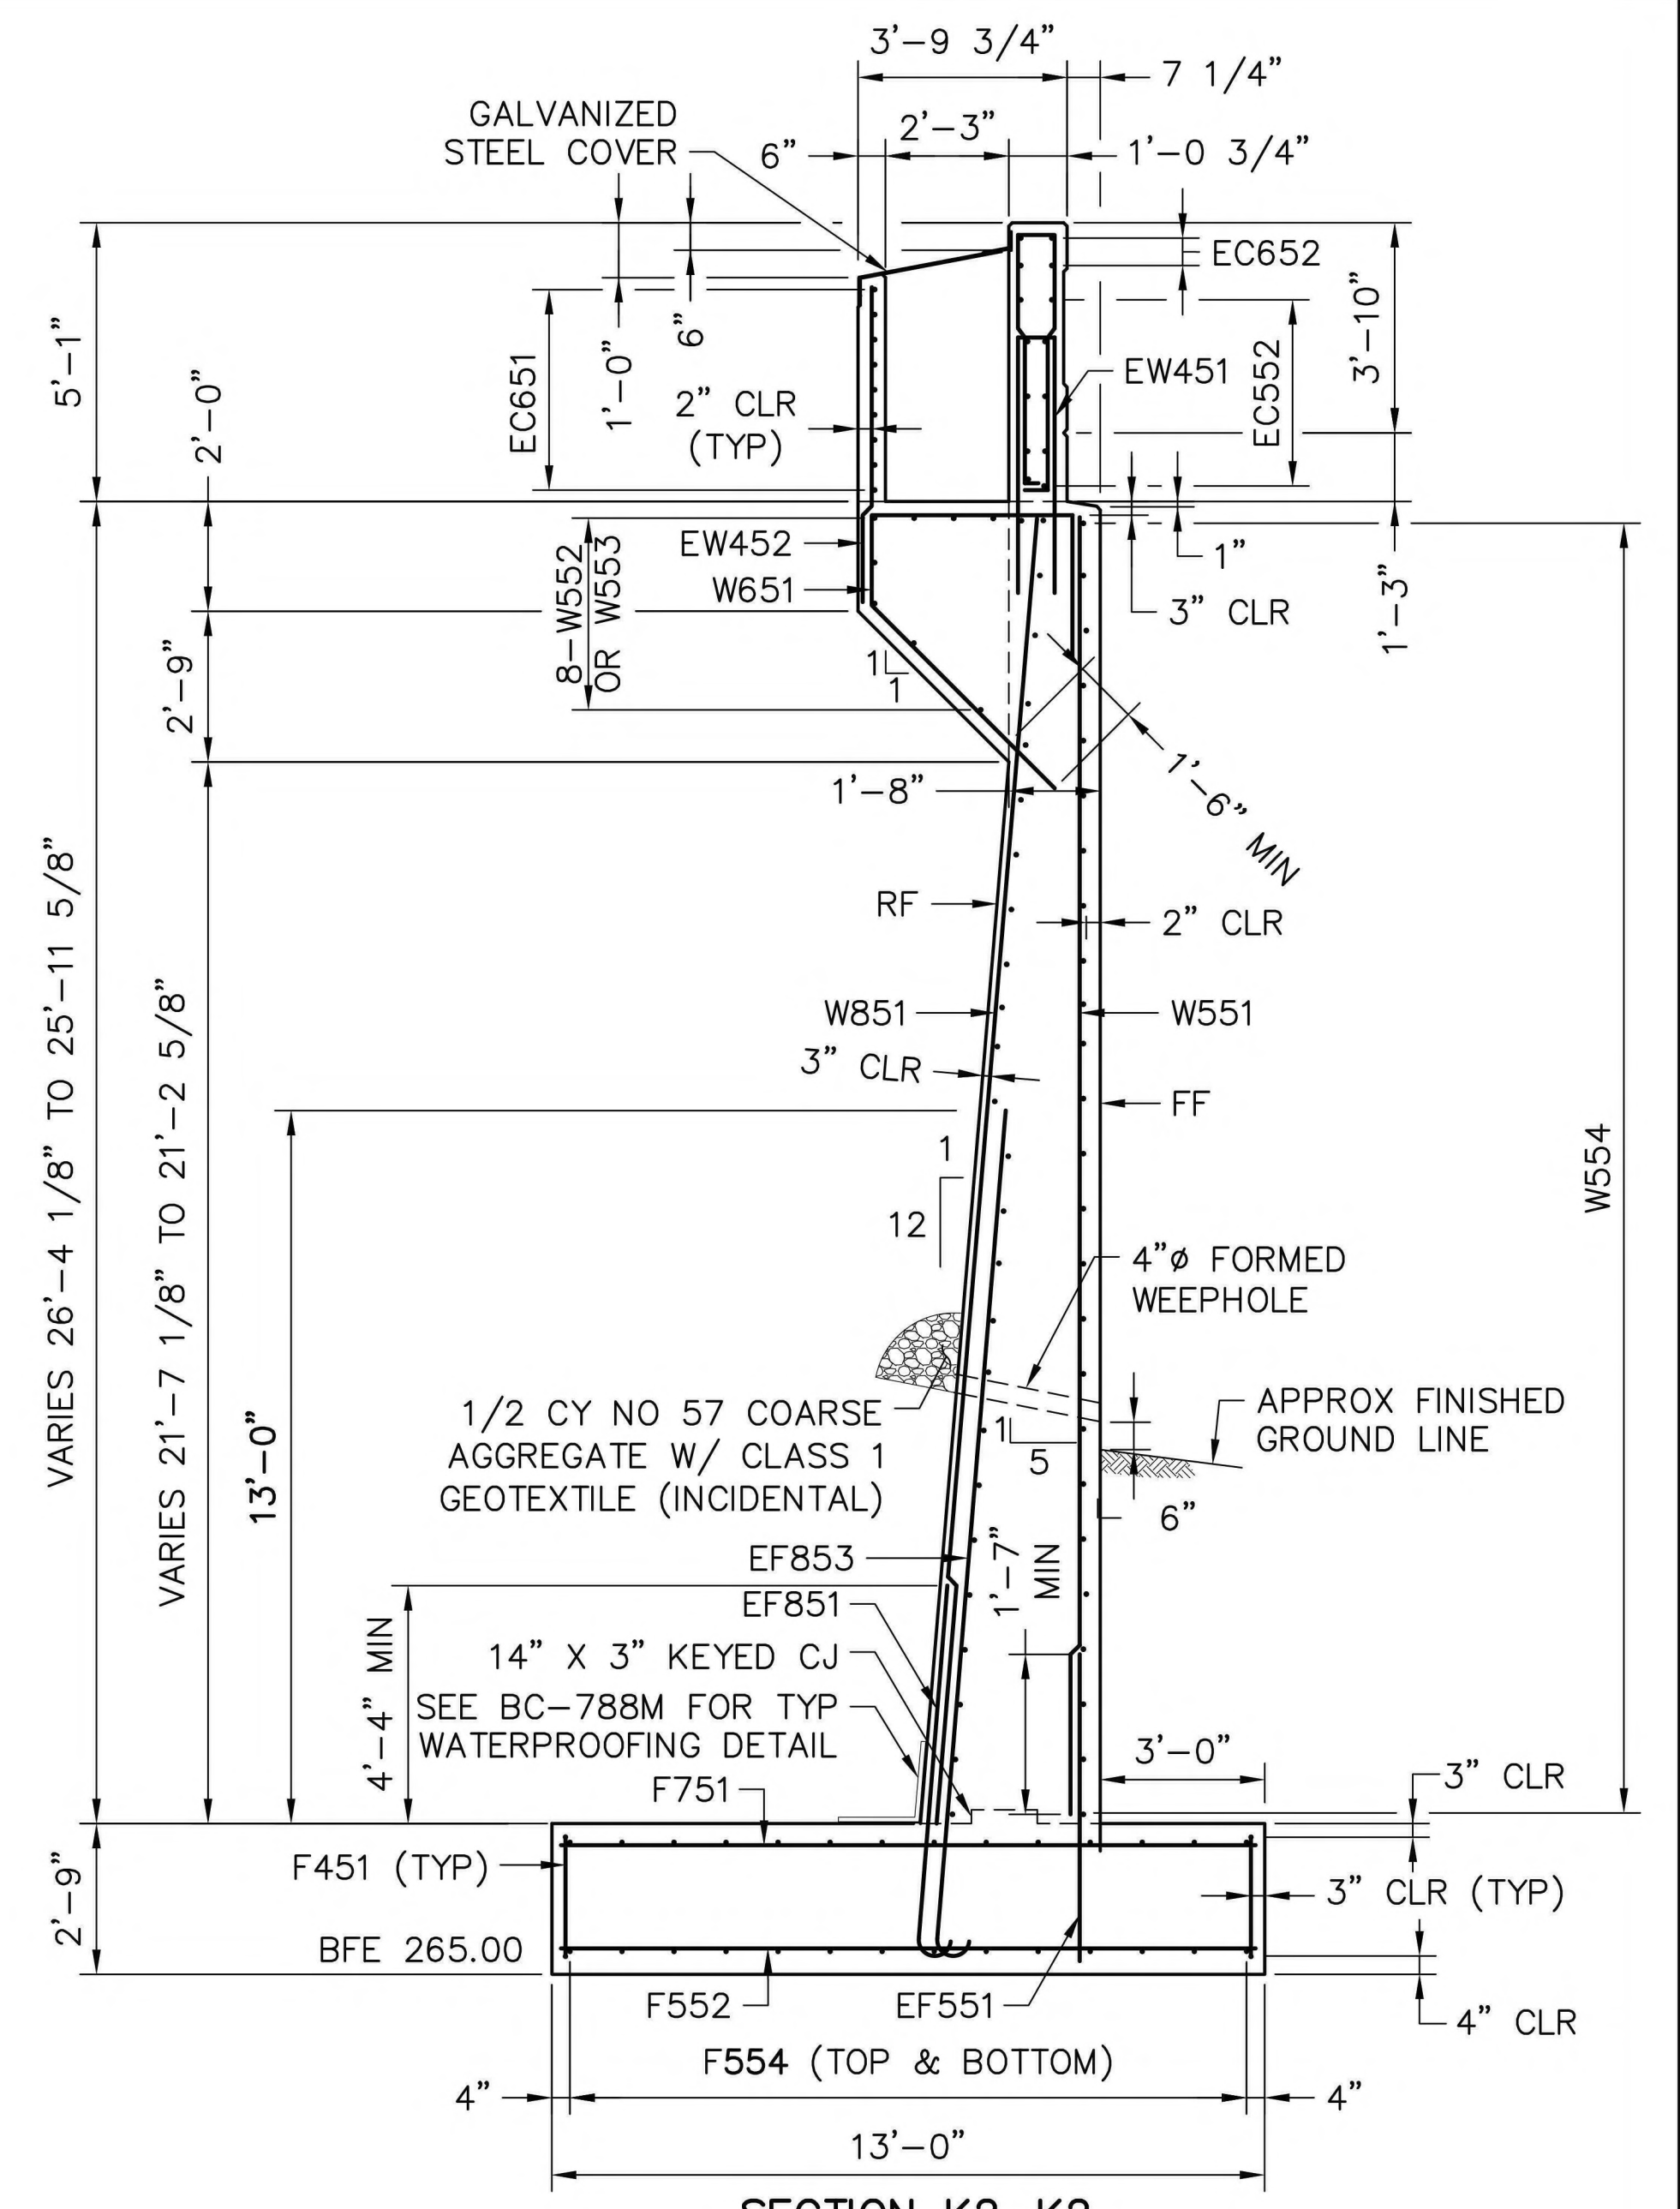 3'-9 3/4"
7 1/4"
GALVANIZED
STEEL COVER
6"
2'-3"
1'-0 3/4"
EC652
5'-1"
2'-0"
EC651
1'-0"
6"
2" CLR
(TYP)
EW451
EC552
3'-10"
EW452
W651
8-W552
OR W553
1"
3" CLR
1'-3"
2'-9"
1
1
1'-8"
1'-6" MIN
RF
2" CLR
W851
W551
3" CLR
FF
1
12
W554
VARIES 26'-4 1/8" TO 25'-11 5/8"
VARIES 21'-7 1/8" TO 21'-2 5/8"
13'-0"
4"ø FORMED
WEEPHOLE
1/2 CY NO 57 COARSE
AGGREGATE W/ CLASS 1
GEOTEXTILE (INCIDENTAL)
1
5
APPROX FINISHED
GROUND LINE
6"
EF853
1'-7"
MIN
EF851
14" X 3" KEYED CJ
SEE BC-788M FOR TYP
WATERPROOFING DETAIL
4'-4" MIN
F751
3'-0"
3" CLR
F451 (TYP)
3" CLR (TYP)
2'-9"
BFE 265.00
F552
EF551
4" CLR
F554 (TOP & BOTTOM)
4"
4"
13'-0"